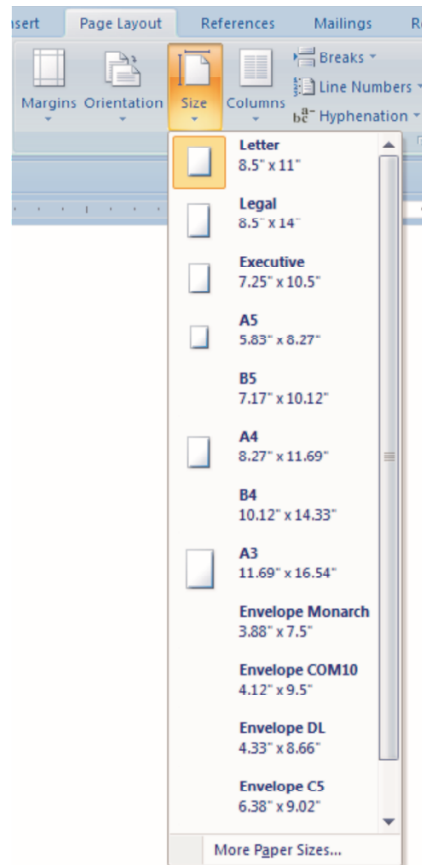 nsert Page Layout References Mailings R
Margins Orientation Size Columns
Breaks
Line Numbers
Hyphenation
Letter
8.5" x 11"
Legal
8.5" x 14"
Executive
7.25" x 10.5"
A5
5.83" x 8.27"
B5
7.17" x 10.12"
A4
8.27" x 11.69"
B4
10.12" x 14.33"
A3
11.69" x 16.54"
Envelope Monarch
3.88" x 7.5"
Envelope COM10
4.12" x 9.5"
Envelope DL
4.33" x 8.66"
Envelope C5
6.38" x 9.02"
More Paper Sizes...